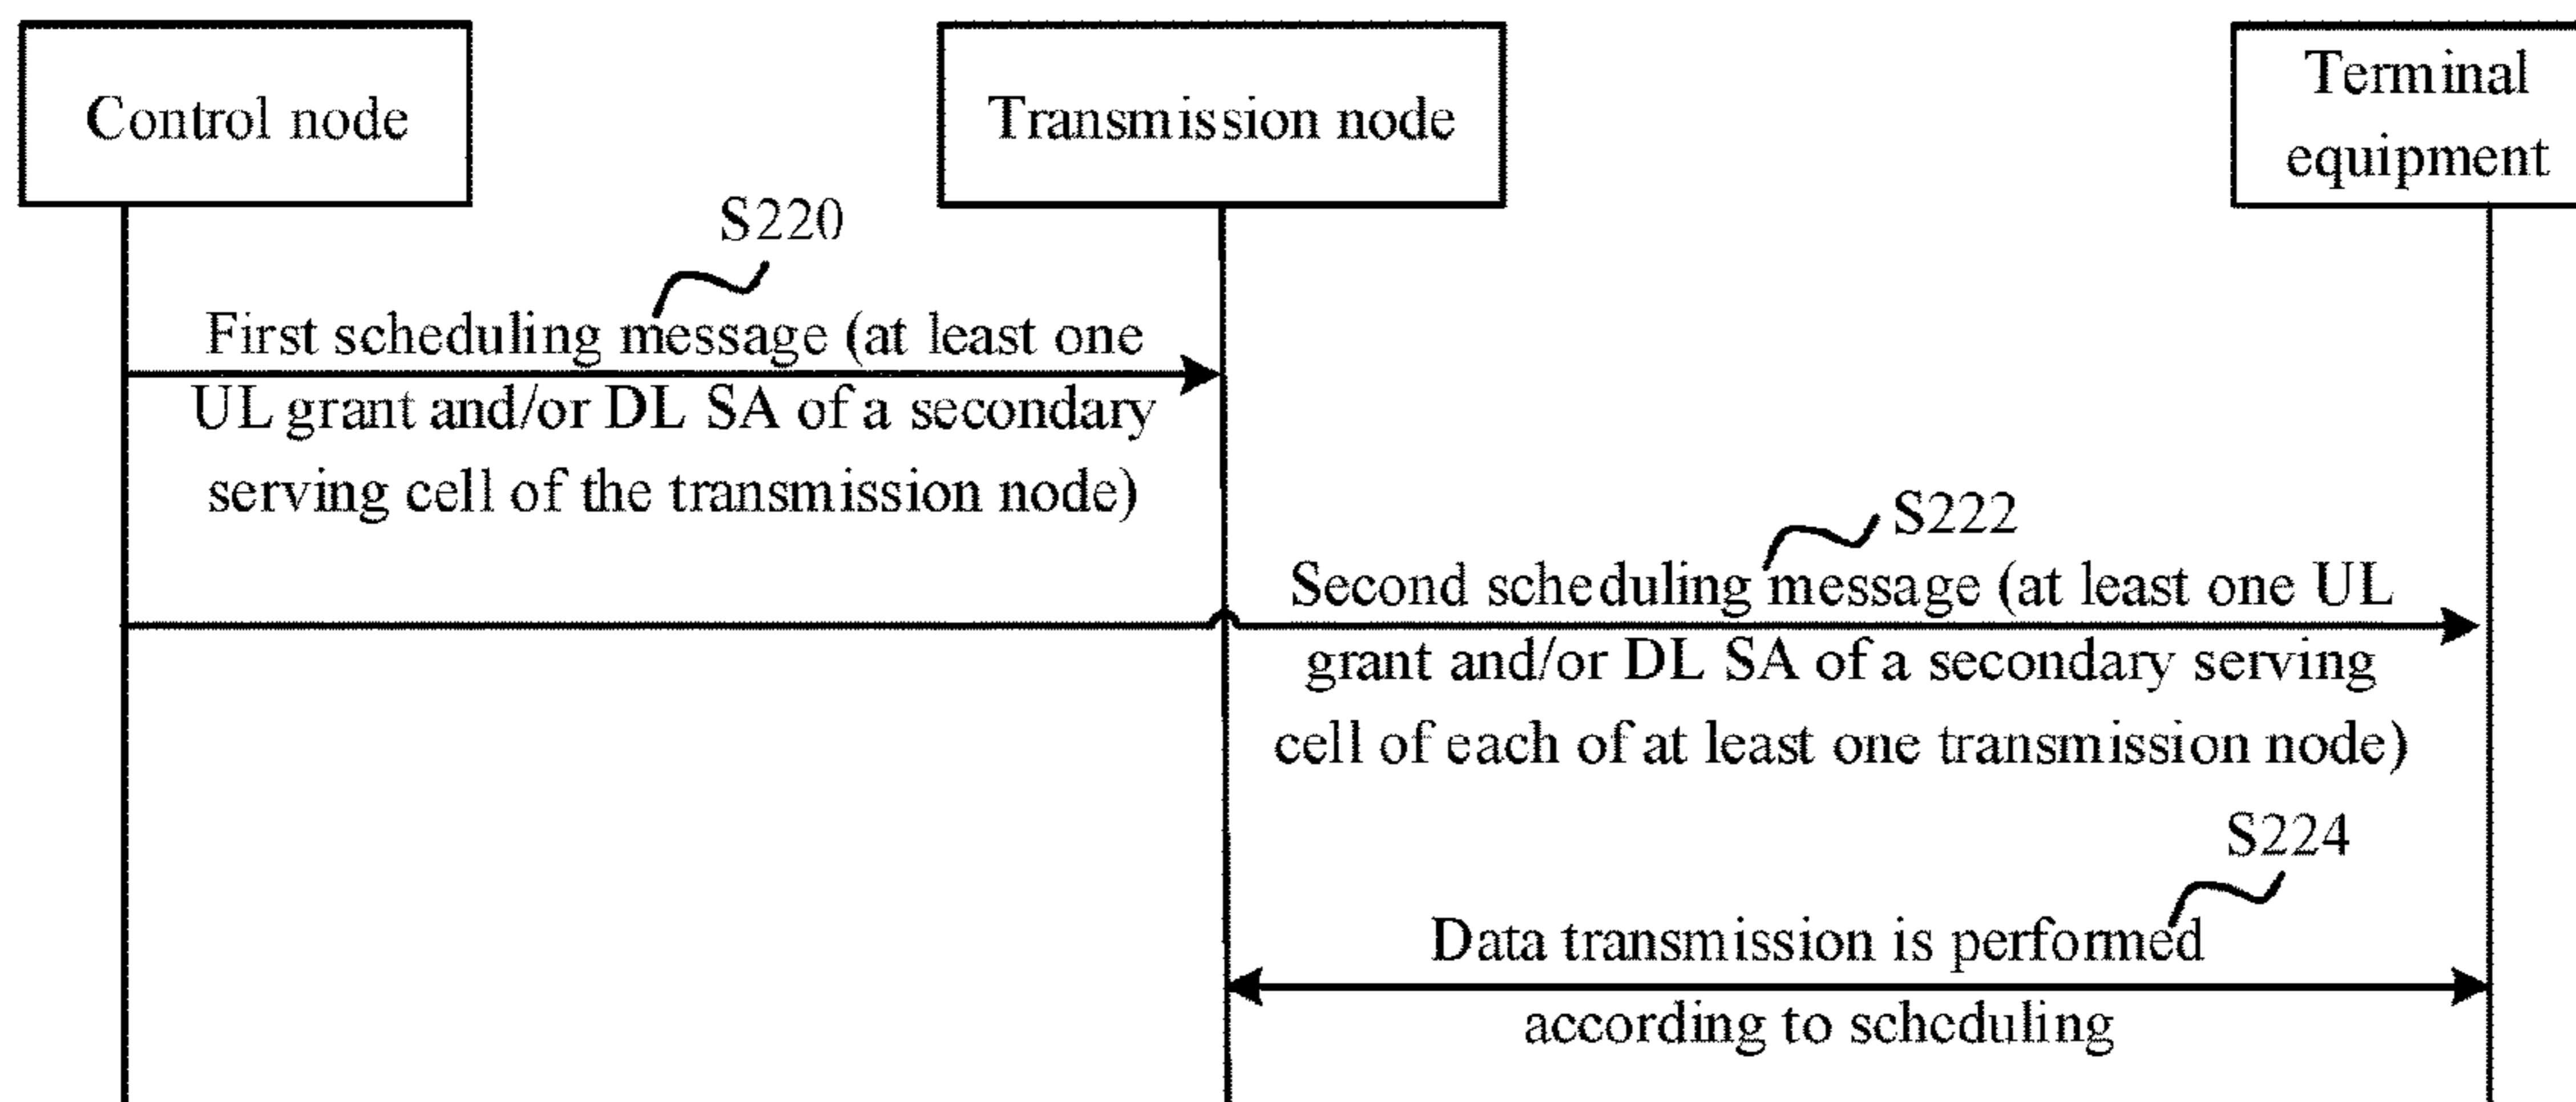 Control node
Transmission node
Terminal
equipment
S220
First scheduling message (at least one
UL grant and/or DL SA of a secondary
serving cell of the transmission node)
S222
Second scheduling message (at least one UL
grant and/or DL SA of a secondary serving
cell of each of at least one transmission node)
S224
Data transmission is performed
according to scheduling